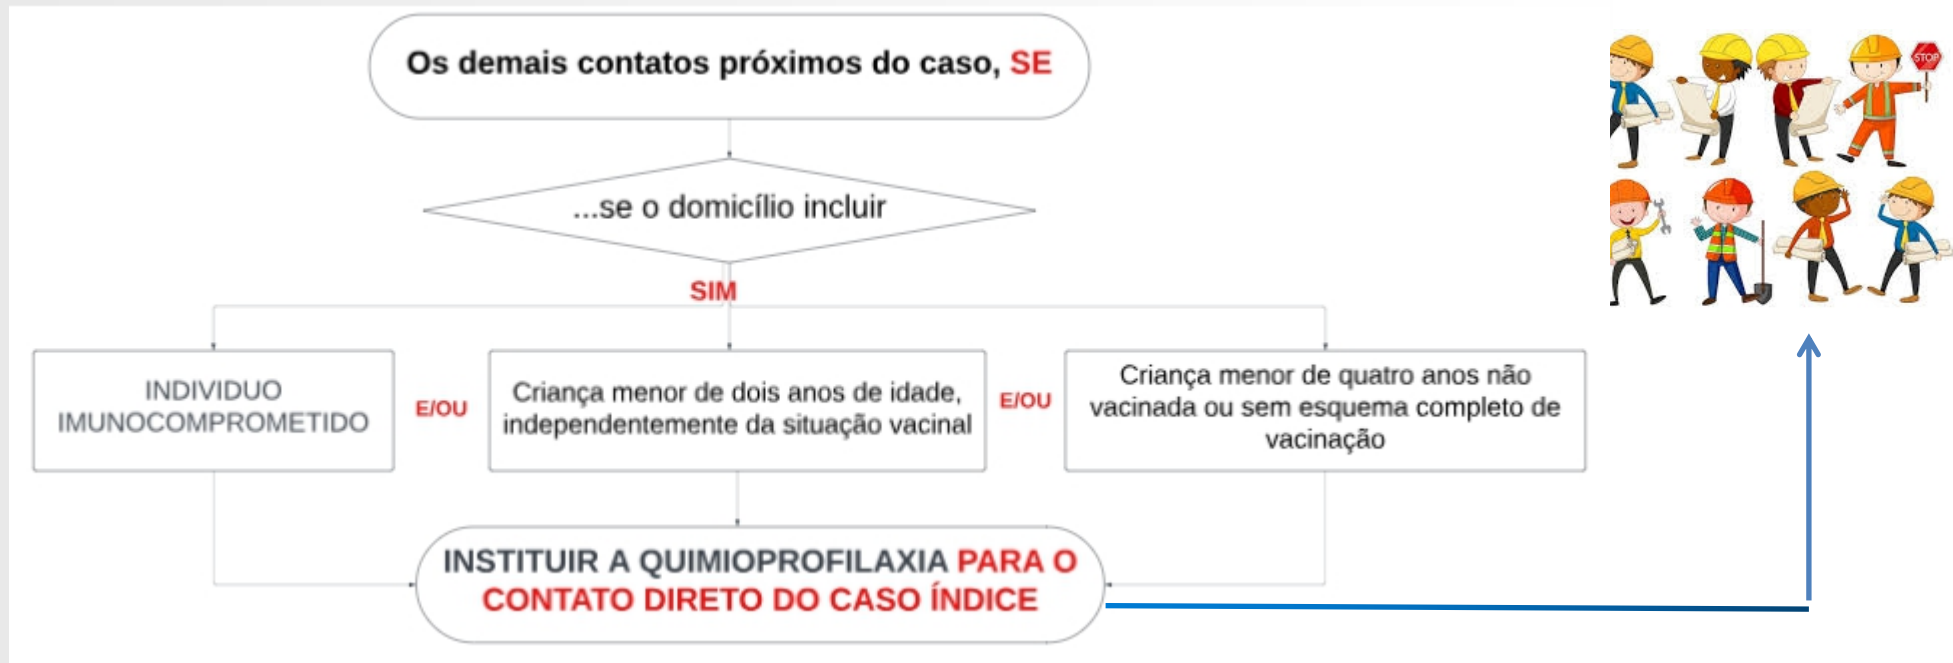 Os demais contatos próximos do caso, SE
...se o domicílio incluir
SIM
INDIVIDUO
IMUNOCOMPROMETIDO
E/OU
Criança menor de dois anos de idade,
independentemente da situação vacinal
E/OU
Criança menor de quatro anos não
vacinada ou sem esquema completo de
vacinação
INSTITUIR A QUIMIOPROFILAXIA PARA O
CONTATO DIRETO DO CASO ÍNDICE
STOP